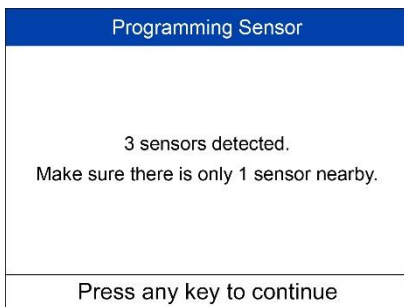 Programming Sensor
3 sensors detected.
Make sure there is only 1 sensor nearby.
Press any key to continue